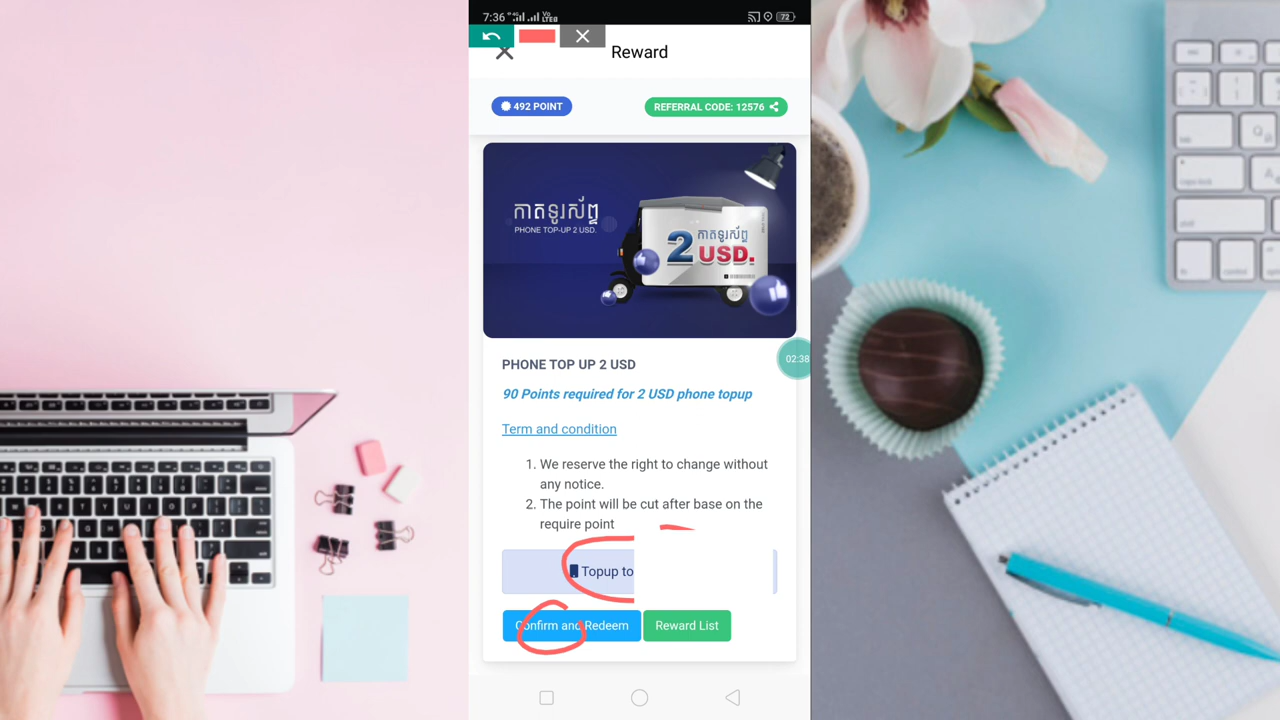 7:36 4G Vo LTEB 72
Reward
492 POINT
REFERRAL CODE: 12576
កាតទូរស័ព្ទ
PHONE TOP-UP 2 USD.
កាតទូរស័ព្ទ
2 USD.
PHONE TOP UP 2 USD
90 Points required for 2 USD phone topup
02:38
Term and condition
1. We reserve the right to change without
any notice.
2. The point will be cut after base on the
require point
Topup to
Confirm and Redeem
Reward List